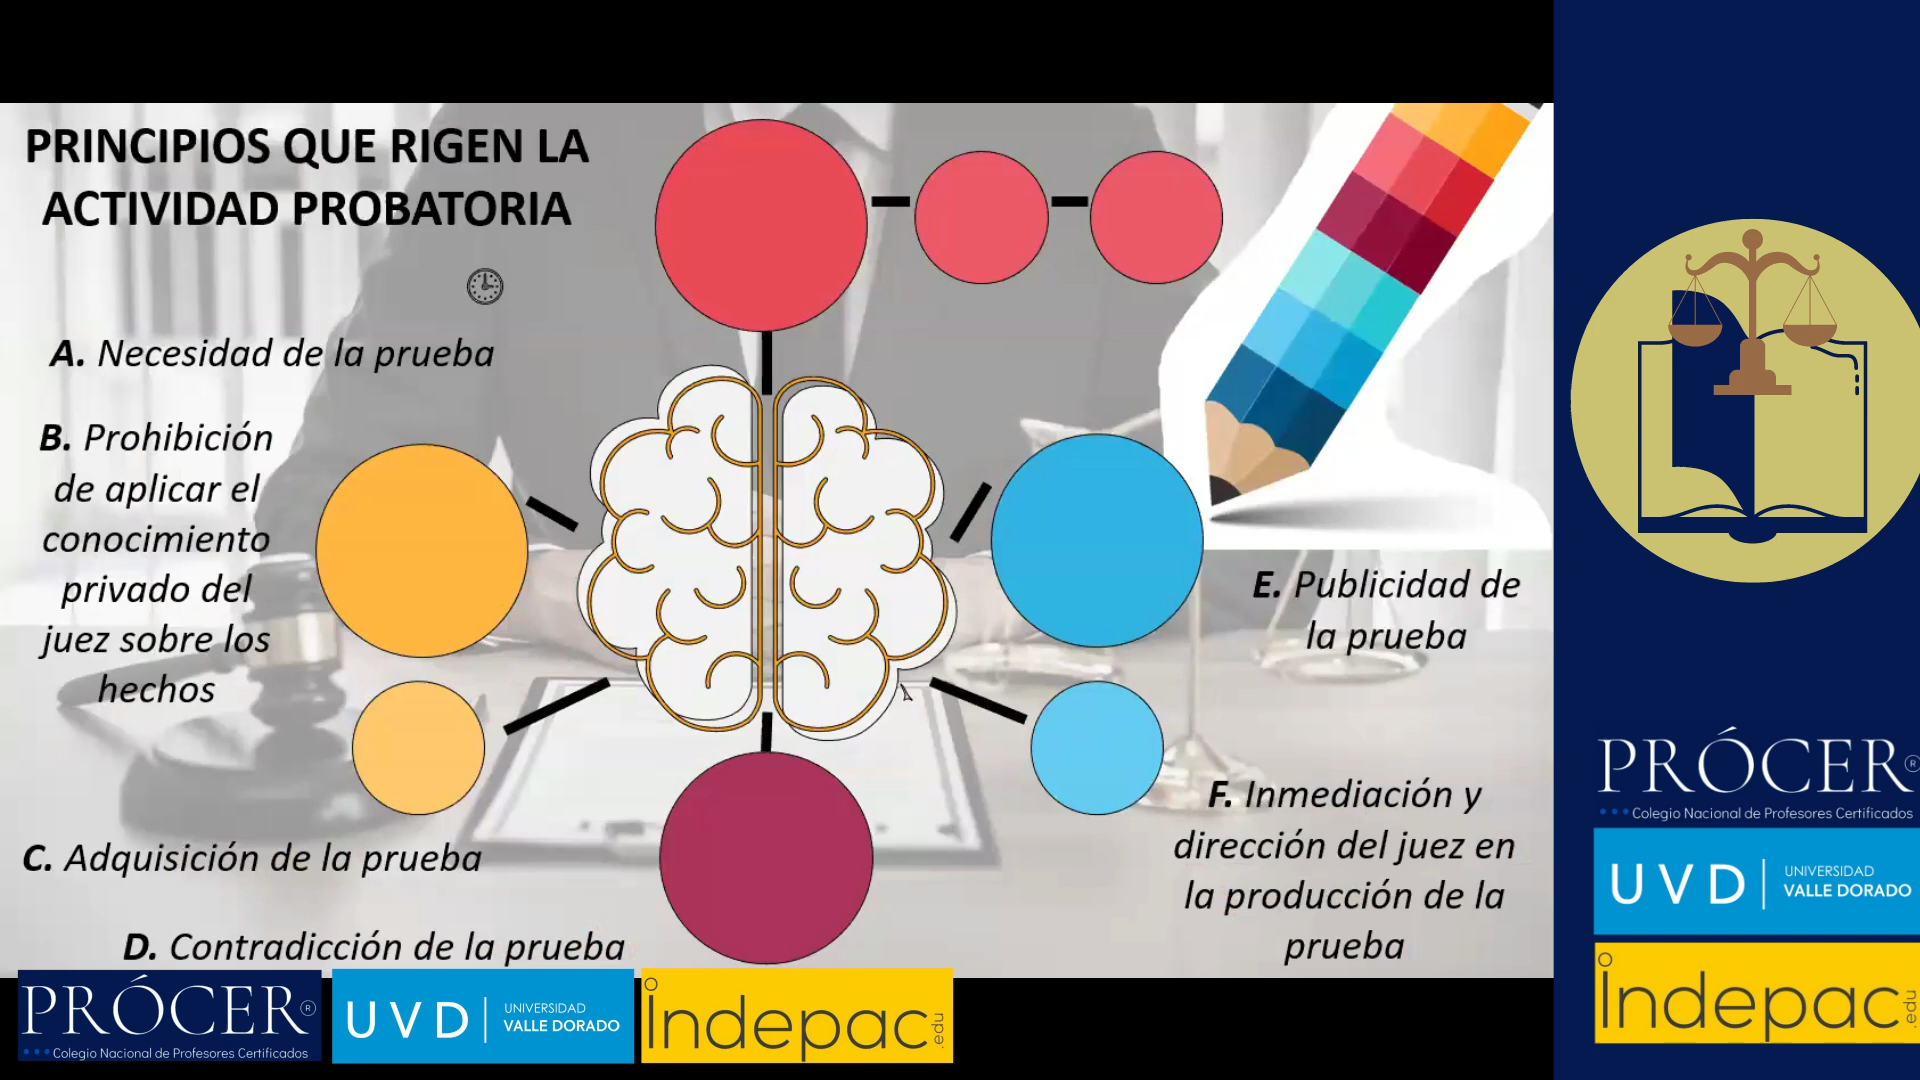 PRINCIPIOS QUE RIGEN LA
ACTIVIDAD PROBATORIA
A. Necesidad de la prueba
B. Prohibición
de aplicar el
conocimiento
privado del
juez sobre los
hechos
C. Adquisición de la prueba
D. Contradicción de la prueba
E. Publicidad de
la prueba
F. Inmediación y
dirección del juez en
la producción de la
prueba
PRÓCER ®
Colegio Nacional de Profesores Certificados
UVD UNIVERSIDAD
VALLE DORADO
indepac .edu
PRÓCER ®
Colegio Nacional de Profesores Certificados
UVD UNIVERSIDAD
VALLE DORADO
indepac .edu